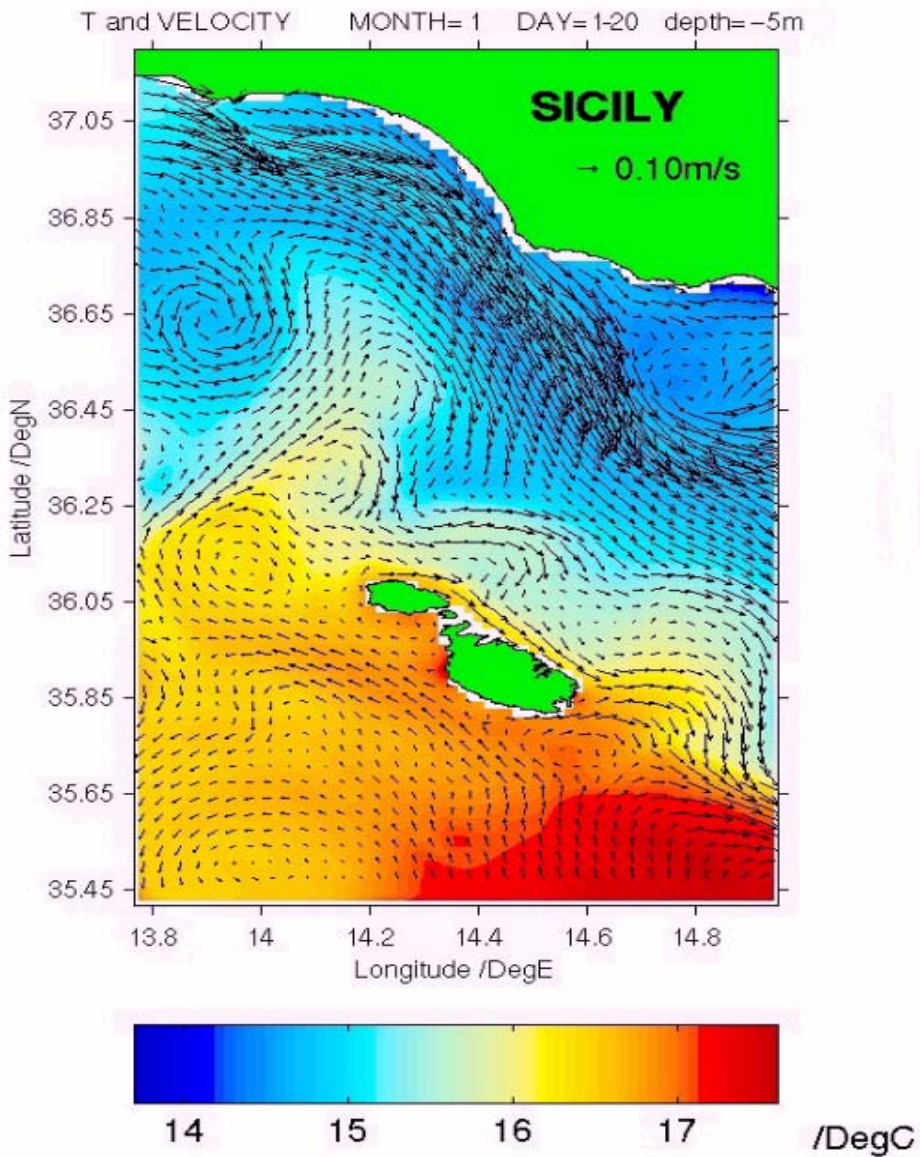 T and VELOCITY MONTH= 1 DAY=1-20 depth= -5m
SICILY
→ 0.10m/s
37.05
36.85
36.65
36.45
36.25
36.05
35.85
35.65
35.45
Latitude /DegN
13.8 14 14.2 14.4 14.6 14.8
Longitude /DegE
14 15 16 17 /DegC